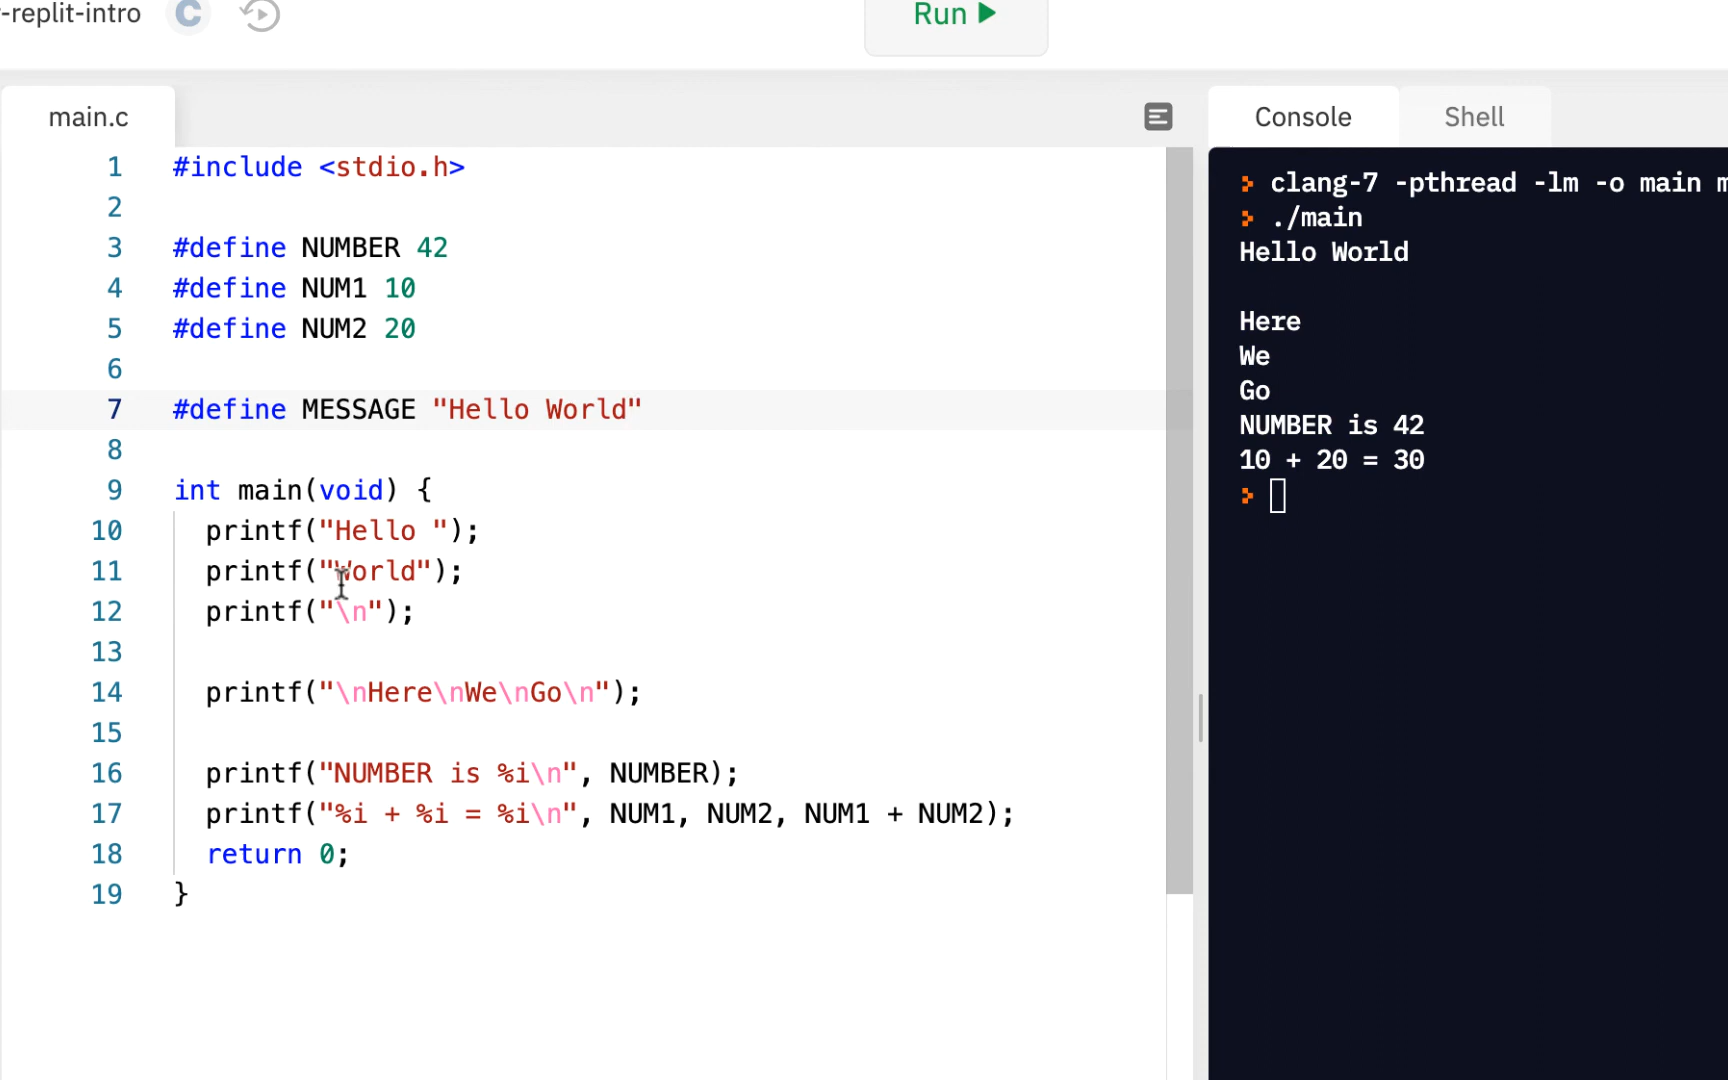 -replit-intro C Run
main.c
Console Shell
1 #include <stdio.h>
2
3 #define NUMBER 42
4 #define NUM1 10
5 #define NUM2 20
6
7 #define MESSAGE "Hello World"
8
9 int main(void) {
10 printf("Hello ");
11 printf("World");
12 printf("\n");
13
14 printf("\nHere\nWe\nGo\n");
15
16 printf("NUMBER is %i\n", NUMBER);
17 printf("%i + %i = %i\n", NUM1, NUM2, NUM1 + NUM2);
18 return 0;
19 }
clang-7 -pthread -lm -o main m
./main
Hello World
Here
We
Go
NUMBER is 42
10 + 20 = 30